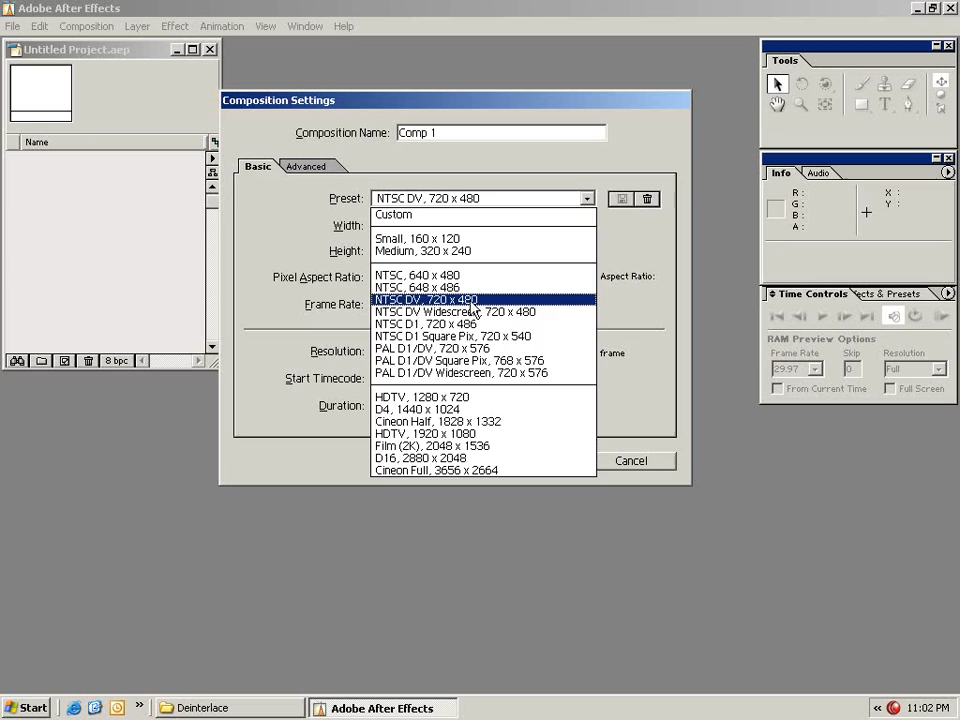 Adobe After Effects
File Edit Composition Layer Effect Animation View Window Help
Untitled Project.aep
Name
8 bpc
Composition Settings
Composition Name: Comp 1
Basic Advanced
Preset: NTSC DV, 720 x 480
Custom
Width:
Small, 160 x 120
Height: Medium, 320 x 240
Pixel Aspect Ratio: NTSC, 640 x 480 Aspect Ratio:
NTSC, 648 x 486
Frame Rate: NTSC DV, 720 x 480
NTSC DV Widescreen, 720 x 480
NTSC D1, 720 x 486
NTSC D1 Square Pix, 720 x 540
Resolution: PAL D1/DV, 720 x 576 frame
PAL D1/DV Square Pix, 768 x 576
Start Timecode: PAL D1/DV Widescreen, 720 x 576
HDTV, 1280 x 720
Duration: D4, 1440 x 1024
Cineon Half, 1828 x 1332
HDTV, 1920 x 1080
Film (2K), 2048 x 1536
D16, 2880 x 2048
Cineon Full, 3656 x 2664
Cancel
Tools
Info Audio
R: X:
G: Y:
B:
A:
Time Controls ects & Presets
RAM Preview Options
Frame Rate Skip Resolution
29.97 0 Full
From Current Time Full Screen
Start Deinterlace Adobe After Effects 11:02 PM